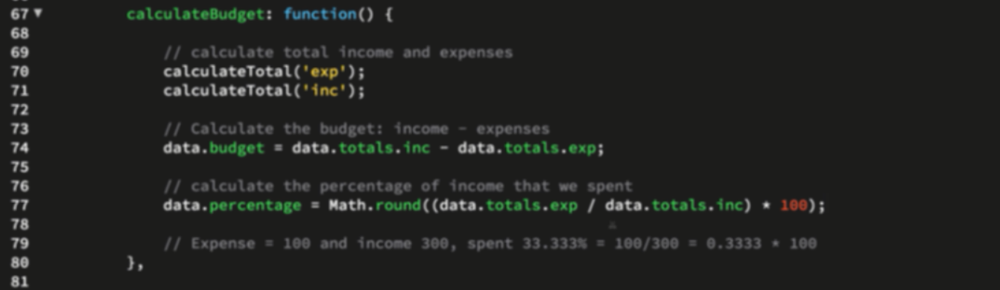 67 ▼ calculateBudget: function() {
68
69 // calculate total income and expenses
70 calculateTotal('exp');
71 calculateTotal('inc');
72
73 // Calculate the budget: income - expenses
74 data.budget = data.totals.inc - data.totals.exp;
75
76 // calculate the percentage of income that we spent
77 data.percentage = Math.round((data.totals.exp / data.totals.inc) * 100);
78
79 // Expense = 100 and income 300, spent 33.333% = 100/300 = 0.3333 * 100
80 },
81